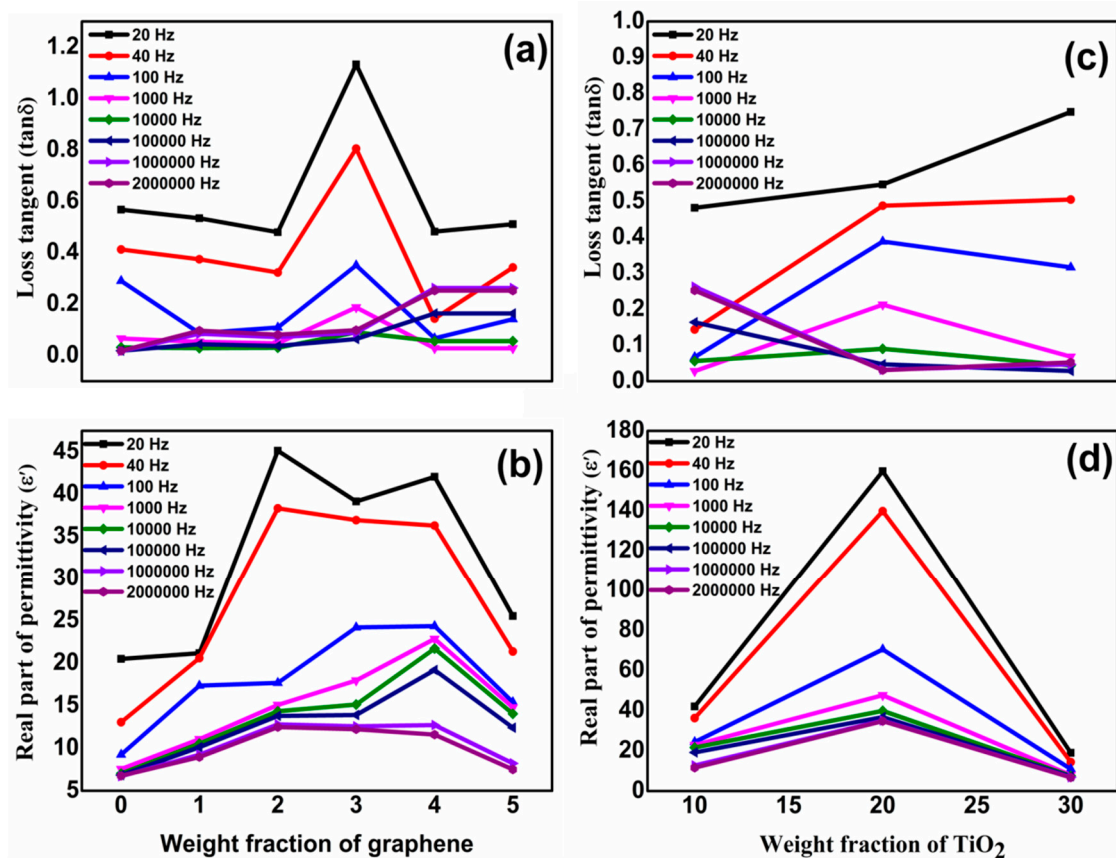 (a)
20 Hz
40 Hz
100 Hz
1000 Hz
10000 Hz
100000 Hz
1000000 Hz
2000000 Hz
Loss tangent (tanδ)
1.2
1.0
0.8
0.6
0.4
0.2
0.0
(c)
20 Hz
40 Hz
100 Hz
1000 Hz
10000 Hz
100000 Hz
1000000 Hz
2000000 Hz
Loss tangent (tanδ)
1.0
0.9
0.8
0.7
0.6
0.5
0.4
0.3
0.2
0.1
0.0
(b)
20 Hz
40 Hz
100 Hz
1000 Hz
10000 Hz
100000 Hz
1000000 Hz
2000000 Hz
Real part of permittivity (ε′)
45
40
35
30
25
20
15
10
5
0 1 2 3 4 5
Weight fraction of graphene
(d)
20 Hz
40 Hz
100 Hz
1000 Hz
10000 Hz
100000 Hz
1000000 Hz
2000000 Hz
Real part of permittivity (ε′)
180
160
140
120
100
80
60
40
20
0
10 15 20 25 30
Weight fraction of TiO₂